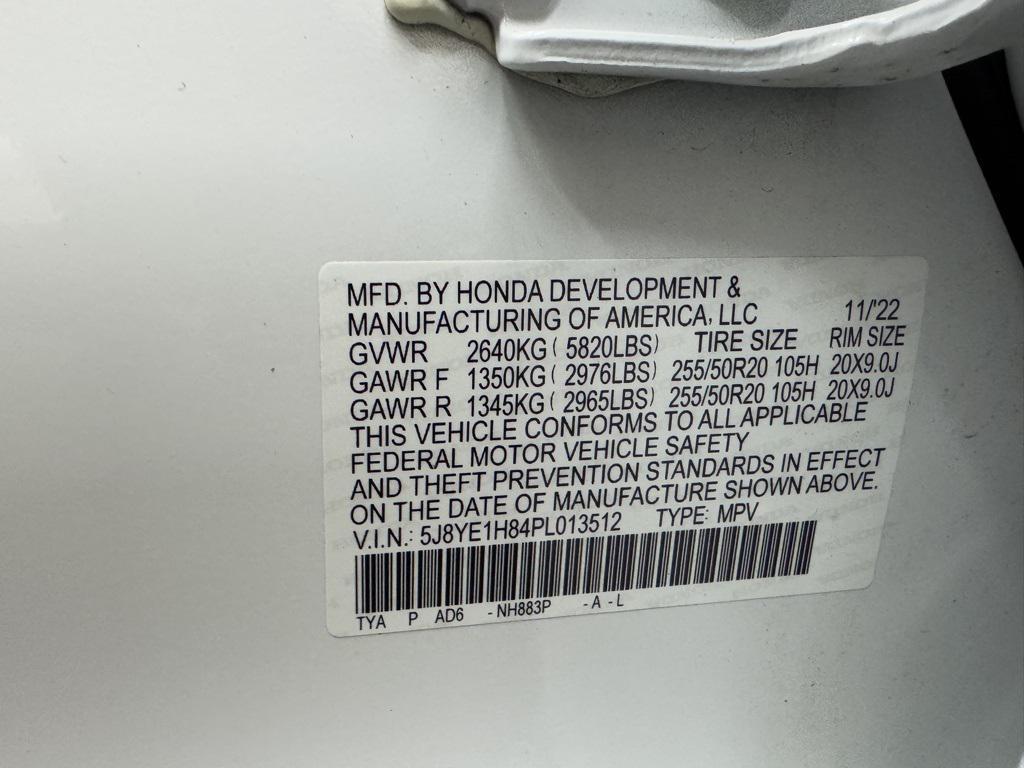 MFD. BY HONDA DEVELOPMENT &
MANUFACTURING OF AMERICA, LLC 11/'22
GVWR 2640KG ( 5820LBS) TIRE SIZE RIM SIZE
GAWR F 1350KG ( 2976LBS) 255/50R20 105H 20X9.0J
GAWR R 1345KG ( 2965LBS) 255/50R20 105H 20X9.0J
THIS VEHICLE CONFORMS TO ALL APPLICABLE
FEDERAL MOTOR VEHICLE SAFETY
AND THEFT PREVENTION STANDARDS IN EFFECT
ON THE DATE OF MANUFACTURE SHOWN ABOVE.
V.I.N.: 5J8YE1H84PL013512 TYPE: MPV
TYA P AD6 - NH883P - A - L